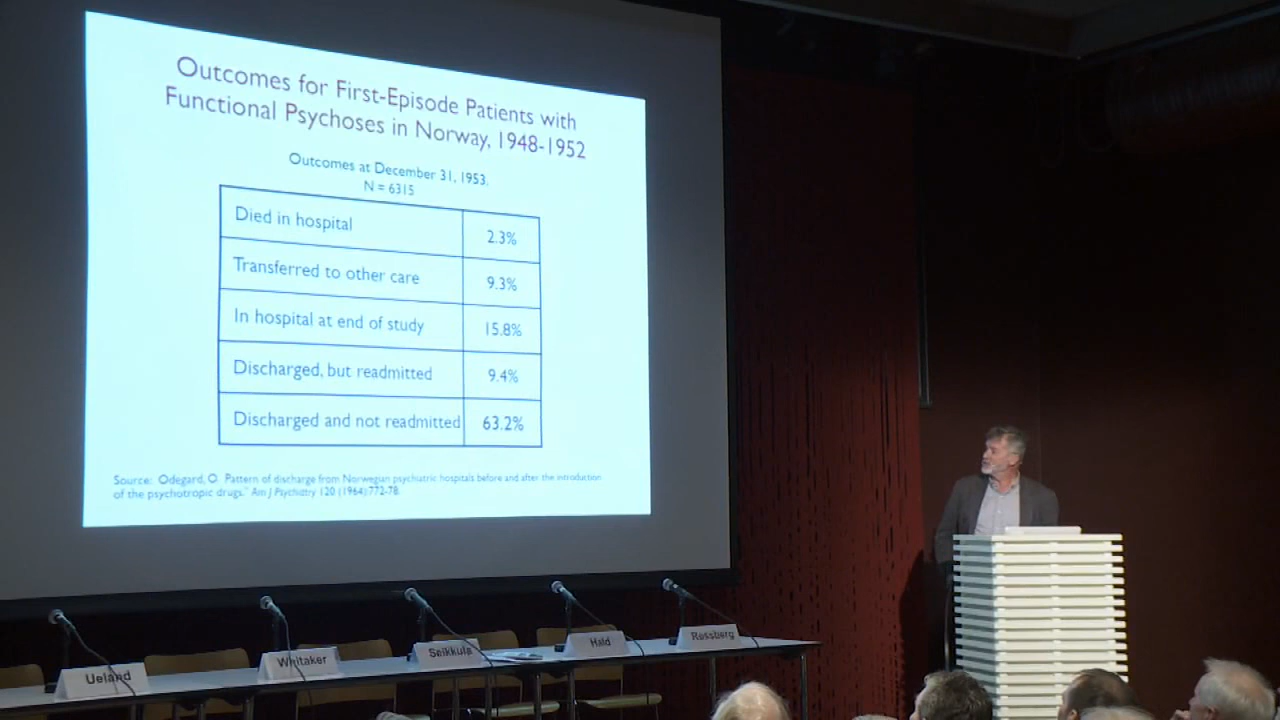 Outcomes for First-Episode Patients with
Functional Psychoses in Norway, 1948-1952
Outcomes at December 31, 1953.
N = 6315
Died in hospital 2.3%
Transferred to other care 9.3%
In hospital at end of study 15.8%
Discharged, but readmitted 9.4%
Discharged and not readmitted 63.2%
Source: Odegard, O. Pattern of discharge from Norwegian psychiatric hospitals before and after the introduction
of the psychotropic drugs." Am J Psychiatry 120 (1964):772-78.
Ueland
Whitaker
Seikkula
Hald
Rossberg